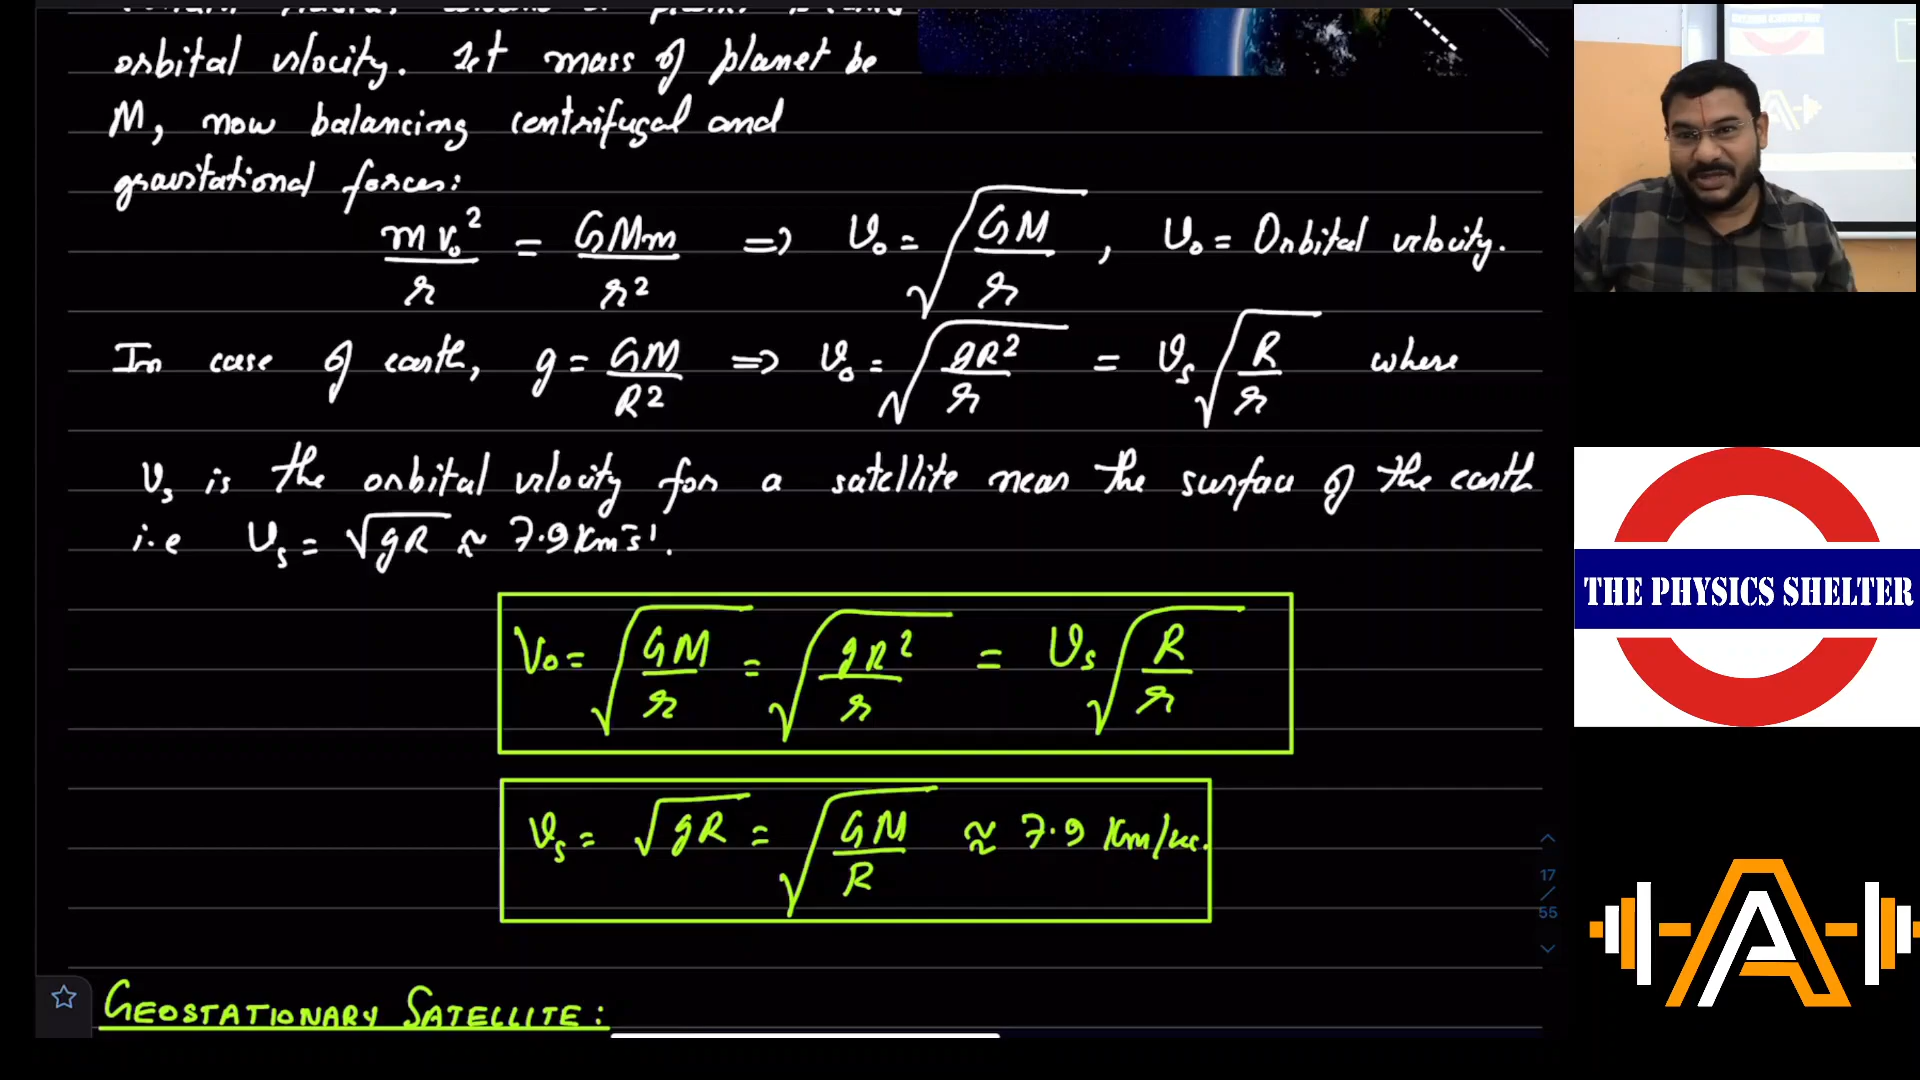 orbital velocity. Let mass of planet be
M, now balancing centrifugal and
gravitational forces:
mv₀²/r = GMm/r² ⇒ v₀ = √(GM/r), v₀ = Orbital velocity.
In case of earth, g = GM/R² ⇒ v₀ = √(gR²/r) = vₛ√(R/r) where
vₛ is the orbital velocity for a satellite near the surface of the earth
i.e vₛ = √gR ≈ 7.9 Kms⁻¹.
V₀ = √(GM/r) = √(gR²/r) = vₛ√(R/r)
vₛ = √gR = √(GM/R) ≈ 7.9 Km/sec.
GEOSTATIONARY SATELLITE:
17
/
55
THE PHYSICS SHELTER